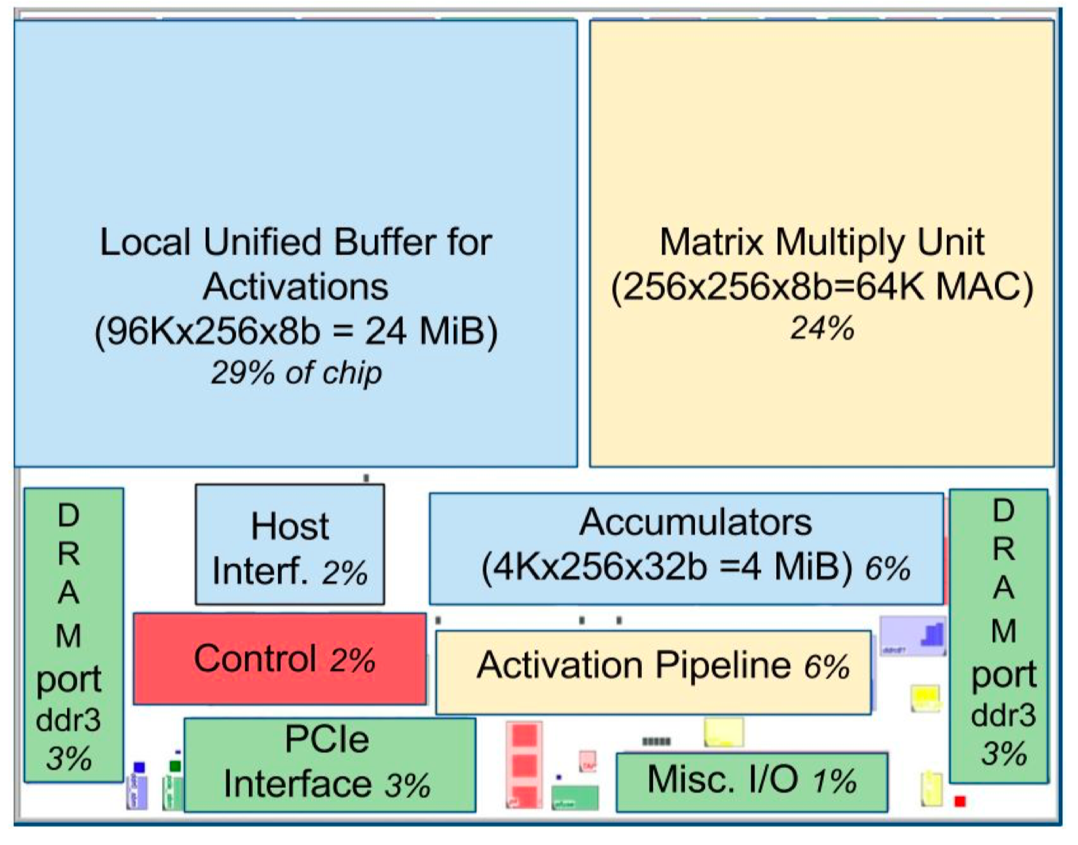 Local Unified Buffer for
Activations
(96Kx256x8b = 24 MiB)
29% of chip
Matrix Multiply Unit
(256x256x8b=64K MAC)
24%
D
R
A
M
port
ddr3
3%
Host
Interf. 2%
Accumulators
(4Kx256x32b =4 MiB) 6%
Control 2%
Activation Pipeline 6%
PCIe
Interface 3%
Misc. I/O 1%
D
R
A
M
port
ddr3
3%